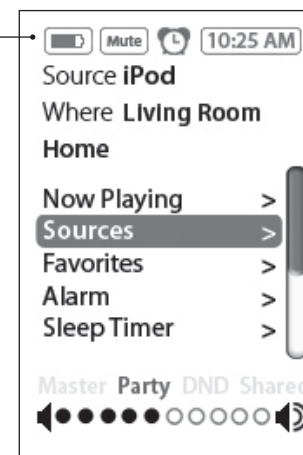 Mute 10:25 AM
Source iPod
Where Living Room
Home
Now Playing >
Sources >
Favorites >
Alarm >
Sleep Timer >
Master Party DND Shared